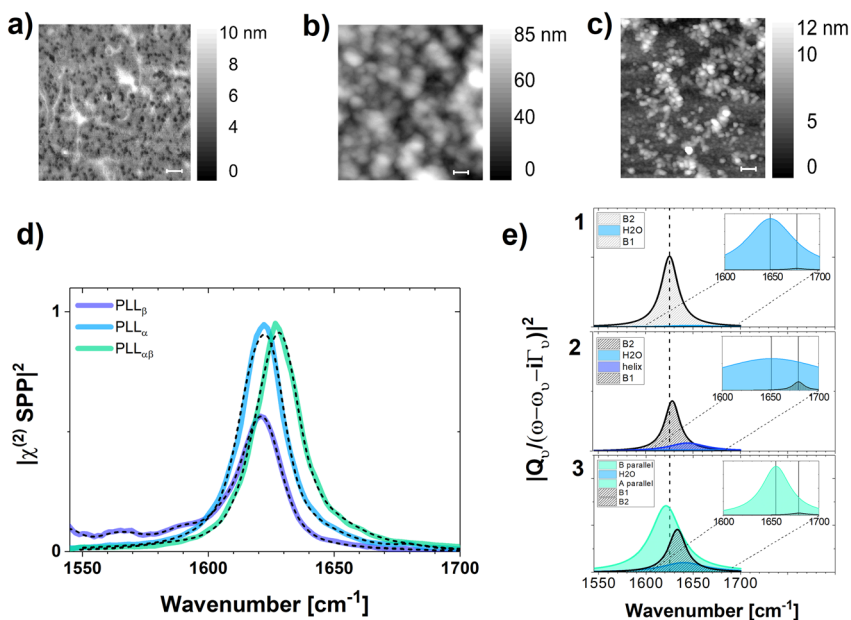 a)
10 nm
8
6
4
0
b)
85 nm
60
40
0
c)
12 nm
10
5
0
d)
1
0
PLLβ
PLLα
PLLαβ
|χ(2) SPP|2
1550
1600
1650
1700
Wavenumber [cm-1]
e)
|Qυ/(ω−ωυ−iΓυ)|2
1
B2
H2O
B1
1600
1650
1700
2
B2
H2O
helix
B1
1600
1650
1700
3
B parallel
H2O
A parallel
B1
B2
1600
1650
1700
1550
1600
1650
1700
Wavenumber [cm-1]